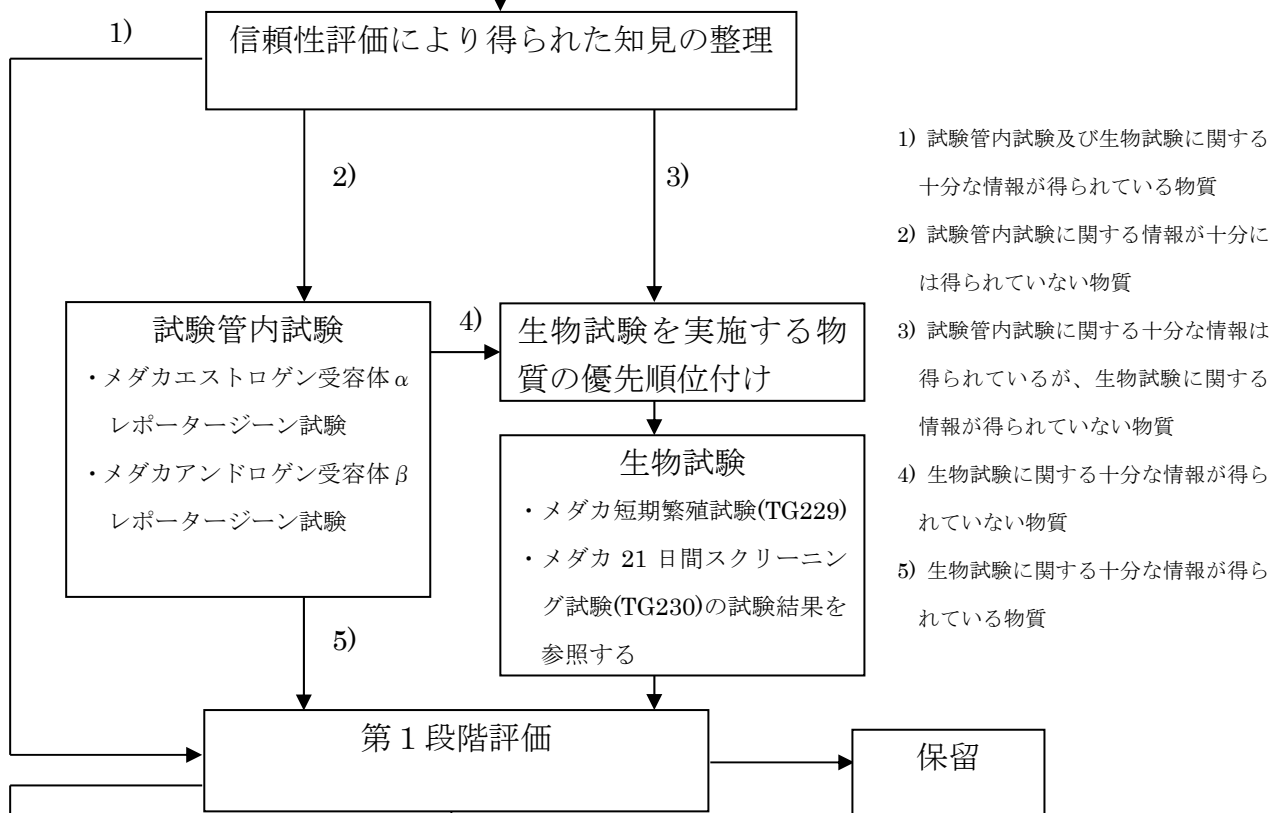 1)
信頼性評価により得られた知見の整理
2)
3)
試験管内試験
・メダカエストロゲン受容体α
レポータージーン試験
・メダカアンドロゲン受容体β
レポータージーン試験
4)
生物試験を実施する物
質の優先順位付け
生物試験
・メダカ短期繁殖試験(TG229)
・メダカ 21 日間スクリーニン
グ試験(TG230)の試験結果を
参照する
5)
第１段階評価
保留
1) 試験管内試験及び生物試験に関する
十分な情報が得られている物質
2) 試験管内試験に関する情報が十分に
は得られていない物質
3) 試験管内試験に関する十分な情報は
得られているが、生物試験に関する
情報が得られていない物質
4) 生物試験に関する十分な情報が得ら
れていない物質
5) 生物試験に関する十分な情報が得ら
れている物質